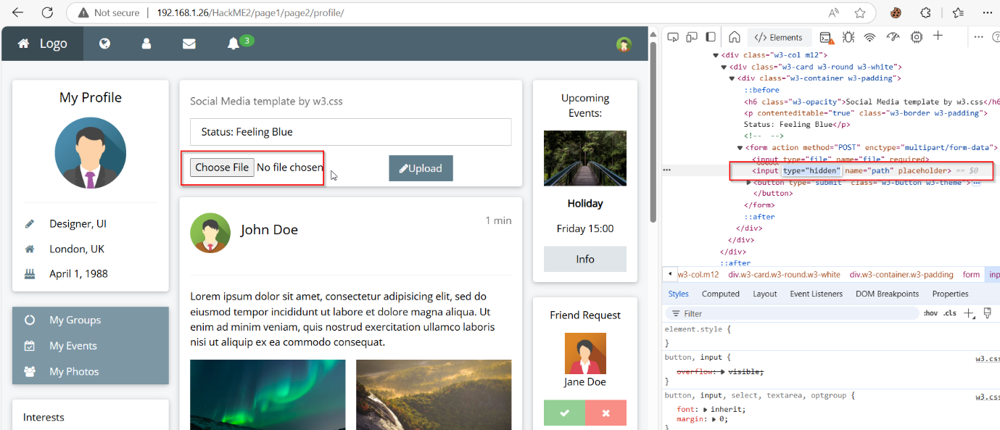 Not secure
192.168.1.26/HackME2/page1/page2/profile/
Logo
3
My Profile
Designer, UI
London, UK
April 1, 1988
My Groups
My Events
My Photos
Interests
Social Media template by w3.css
Status: Feeling Blue
Choose File No file chosen
Upload
John Doe
1 min
Lorem ipsum dolor sit amet, consectetur adipisicing elit, sed do
eiusmod tempor incididunt ut labore et dolore magna aliqua. Ut
enim ad minim veniam, quis nostrud exercitation ullamco laboris
nisi ut aliquip ex ea commodo consequat.
Upcoming
Events:
Holiday
Friday 15:00
Info
Friend Request
Jane Doe
Elements
<div class="w3-col m12">
<div class="w3-card w3-round w3-white">
<div class="w3-container w3-padding">
::before
<h6 class="w3-opacity">Social Media template by w3.css</h6
<p contenteditable="true" class="w3-border w3-padding">
Status: Feeling Blue</p>
<!-- -->
<form action method="POST" enctype="multipart/form-data">
<input type="file" name="file" required>
<input type="hidden" name="path" placeholder> == $0
<button type="submit" class="w3-button w3-theme">
</button>
</form>
::after
</div>
</div>
</div>
::after
w3-col.m12 div.w3-card.w3-round.w3-white div.w3-container.w3-padding form inp
Styles Computed Layout Event Listeners DOM Breakpoints Properties
Filter :hov .cls
element.style {
}
button, input { w3.css
overflow: visible;
}
button, input, select, textarea, optgroup { w3.css
font: inherit;
margin: 0;
}